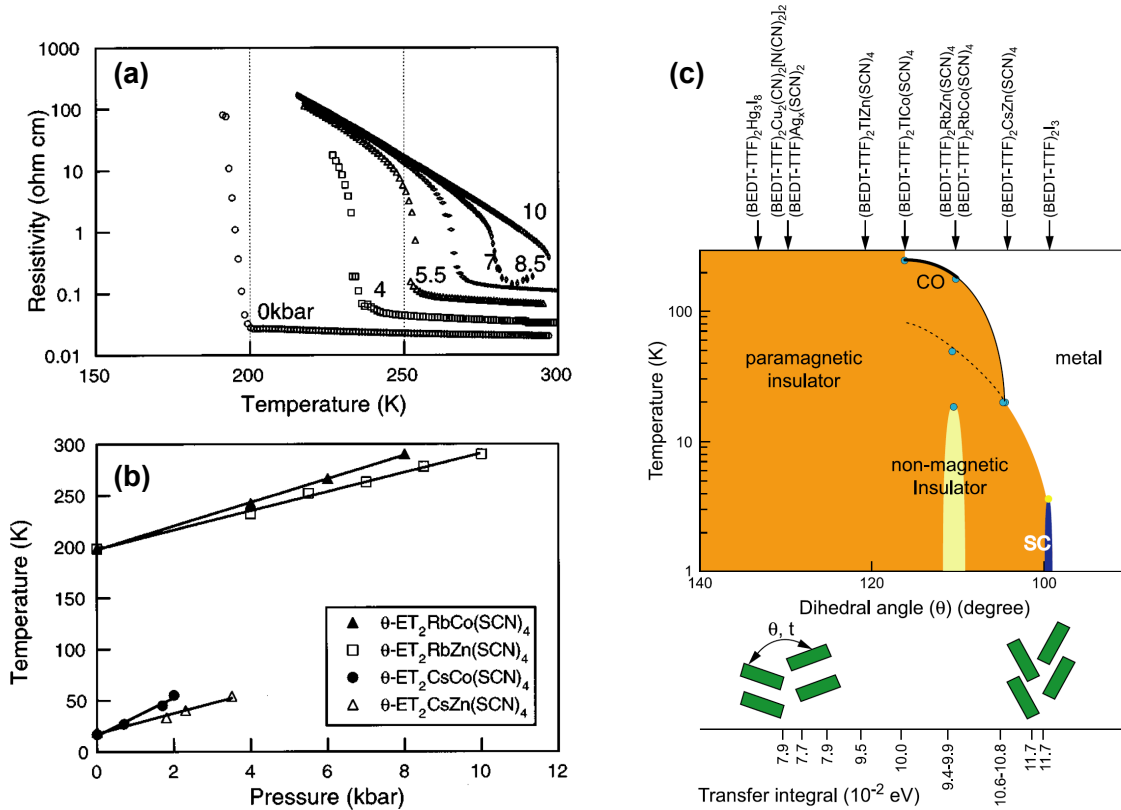 (a)
1000
100
10
1
0.1
0.01
Resistivity (ohm cm)
0kbar
4
5.5
7
8.5
10
150
200
250
300
Temperature (K)
(b)
300
250
200
150
100
50
0
Temperature (K)
θ-ET₂RbCo(SCN)₄
θ-ET₂RbZn(SCN)₄
θ-ET₂CsCo(SCN)₄
θ-ET₂CsZn(SCN)₄
0
2
4
6
8
10
12
Pressure (kbar)
(c)
(BEDT-TTF)₂Hg₃I₈
(BEDT-TTF)₂Cu₂(CN)₂[N(CN)₂]₂
(BEDT-TTF)Agₓ(SCN)₂
(BEDT-TTF)₂TlZn(SCN)₄
(BEDT-TTF)₂TlCo(SCN)₄
(BEDT-TTF)₂RbZn(SCN)₄
(BEDT-TTF)₂RbCo(SCN)₄
(BEDT-TTF)₂CsZn(SCN)₄
(BEDT-TTF)₂I₃
100
10
1
Temperature (K)
CO
paramagnetic
insulator
metal
non-magnetic
Insulator
SC
140
120
100
Dihedral angle (θ) (degree)
θ, t
7.9
7.7
7.9
9.5
10.0
9.4-9.9
10.6-10.8
11.7
11.7
Transfer integral (10⁻² eV)